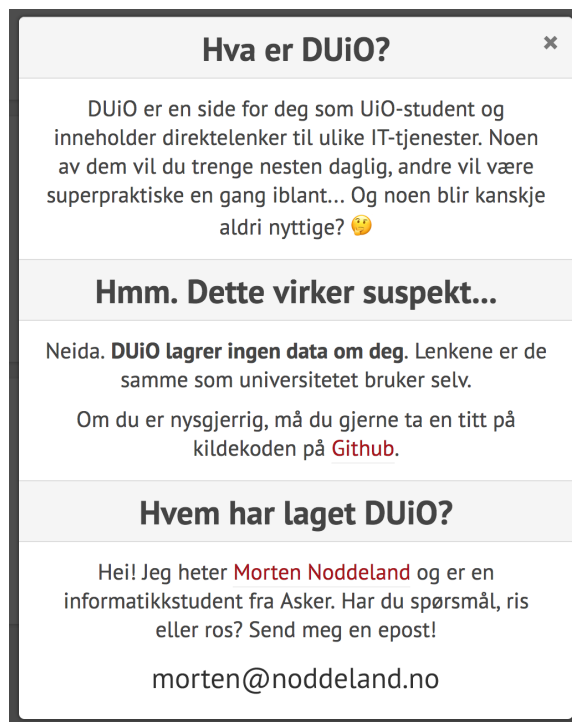 Hva er DUiO?
×
DUiO er en side for deg som UiO-student og
inneholder direktelenker til ulike IT-tjenester. Noen
av dem vil du trenge nesten daglig, andre vil være
superpraktiske en gang iblant... Og noen blir kanskje
aldri nyttige? 🤔
Hmm. Dette virker suspekt...
Neida. DUiO lagrer ingen data om deg. Lenkene er de
samme som universitetet bruker selv.
Om du er nysgjerrig, må du gjerne ta en titt på
kildekoden på Github.
Hvem har laget DUiO?
Hei! Jeg heter Morten Noddeland og er en
informatikkstudent fra Asker. Har du spørsmål, ris
eller ros? Send meg en epost!
morten@noddeland.no